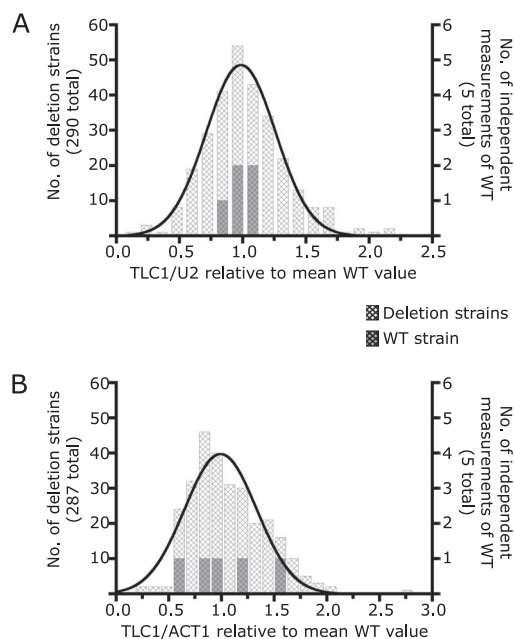 A
No. of deletion strains
(290 total)
60
50
40
30
20
10
0.0
0.5
1.0
1.5
2.0
2.5
6
5
4
3
2
1
No. of independent
measurements of WT
(5 total)
TLC1/U2 relative to mean WT value
Deletion strains
WT strain
B
No. of deletion strains
(287 total)
60
50
40
30
20
10
0.0
0.5
1.0
1.5
2.0
2.5
3.0
6
5
4
3
2
1
No. of independent
measurements of WT
(5 total)
TLC1/ACT1 relative to mean WT value